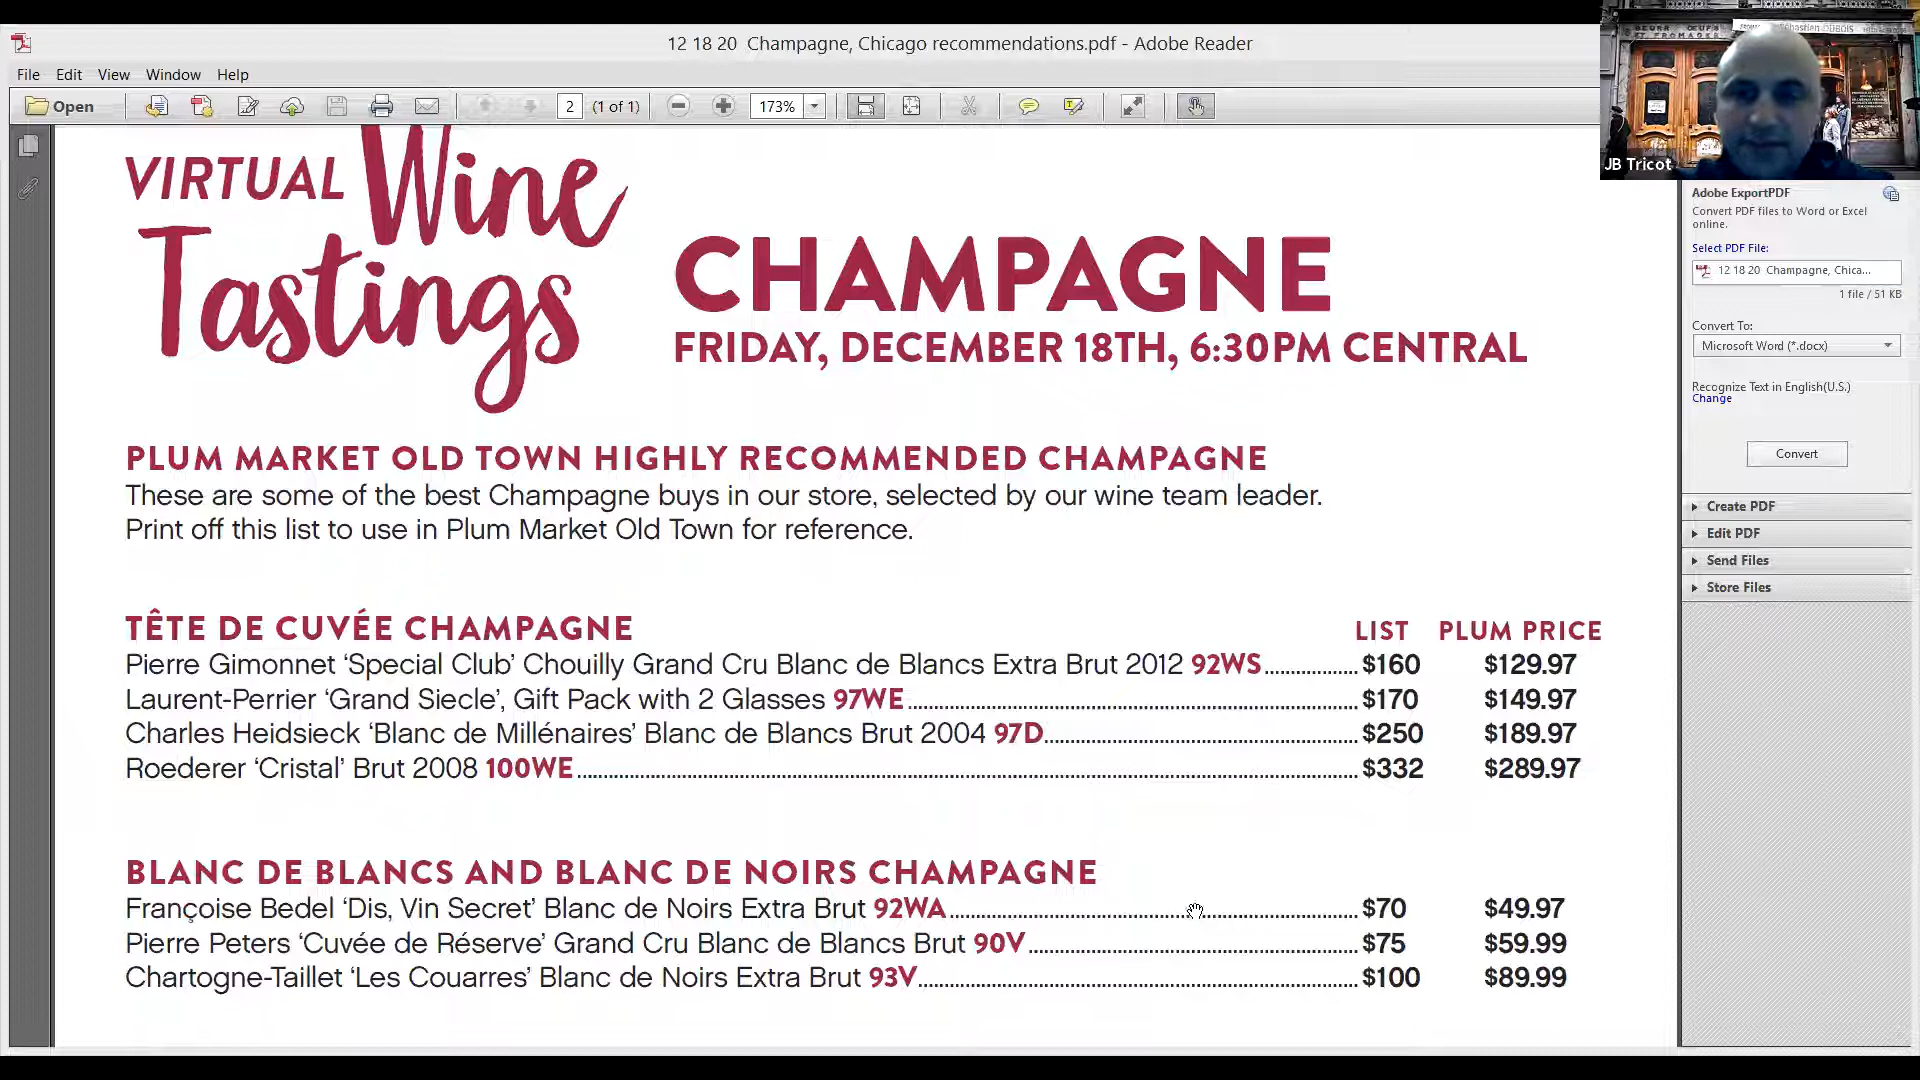 12 18 20  Champagne, Chicago recommendations.pdf - Adobe Reader
File Edit View Window Help
Open 2 (1 of 1) 173%
BEURRE OEUFS
ET FROMAGES
JB Tricot
VIRTUAL Wine
Tastings
CHAMPAGNE
FRIDAY, DECEMBER 18TH, 6:30PM CENTRAL
PLUM MARKET OLD TOWN HIGHLY RECOMMENDED CHAMPAGNE
These are some of the best Champagne buys in our store, selected by our wine team leader.
Print off this list to use in Plum Market Old Town for reference.
TÊTE DE CUVÉE CHAMPAGNE LIST PLUM PRICE
Pierre Gimonnet ‘Special Club’ Chouilly Grand Cru Blanc de Blancs Extra Brut 2012 92WS.................. $160 $129.97
Laurent-Perrier ‘Grand Siecle’, Gift Pack with 2 Glasses 97WE.................. $170 $149.97
Charles Heidsieck ‘Blanc de Millénaires’ Blanc de Blancs Brut 2004 97D.................. $250 $189.97
Roederer ‘Cristal’ Brut 2008 100WE.................. $332 $289.97
BLANC DE BLANCS AND BLANC DE NOIRS CHAMPAGNE
Françoise Bedel ‘Dis, Vin Secret’ Blanc de Noirs Extra Brut 92WA.................. $70 $49.97
Pierre Peters ‘Cuvée de Réserve’ Grand Cru Blanc de Blancs Brut 90V.................. $75 $59.99
Chartogne-Taillet ‘Les Couarres’ Blanc de Noirs Extra Brut 93V.................. $100 $89.99
Adobe ExportPDF
Convert PDF files to Word or Excel
online.
Select PDF File:
12 18 20  Champagne, Chica...
1 file / 51 KB
Convert To:
Microsoft Word (*.docx)
Recognize Text in English(U.S.)
Change
Convert
Create PDF
Edit PDF
Send Files
Store Files